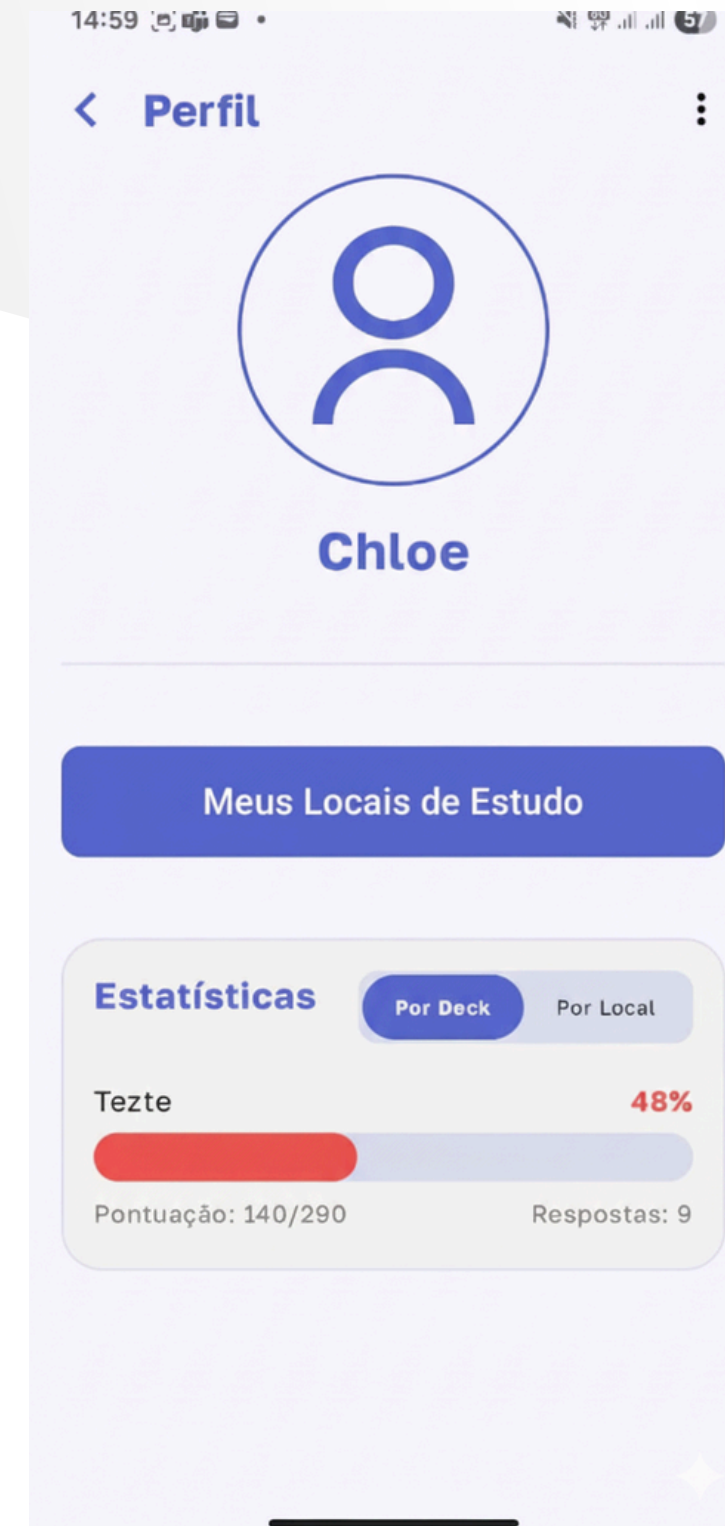 14:59
57
Perfil
Chloe
Meus Locais de Estudo
Estatísticas
Por Deck
Por Local
Tezte
48%
Pontuação: 140/290
Respostas: 9